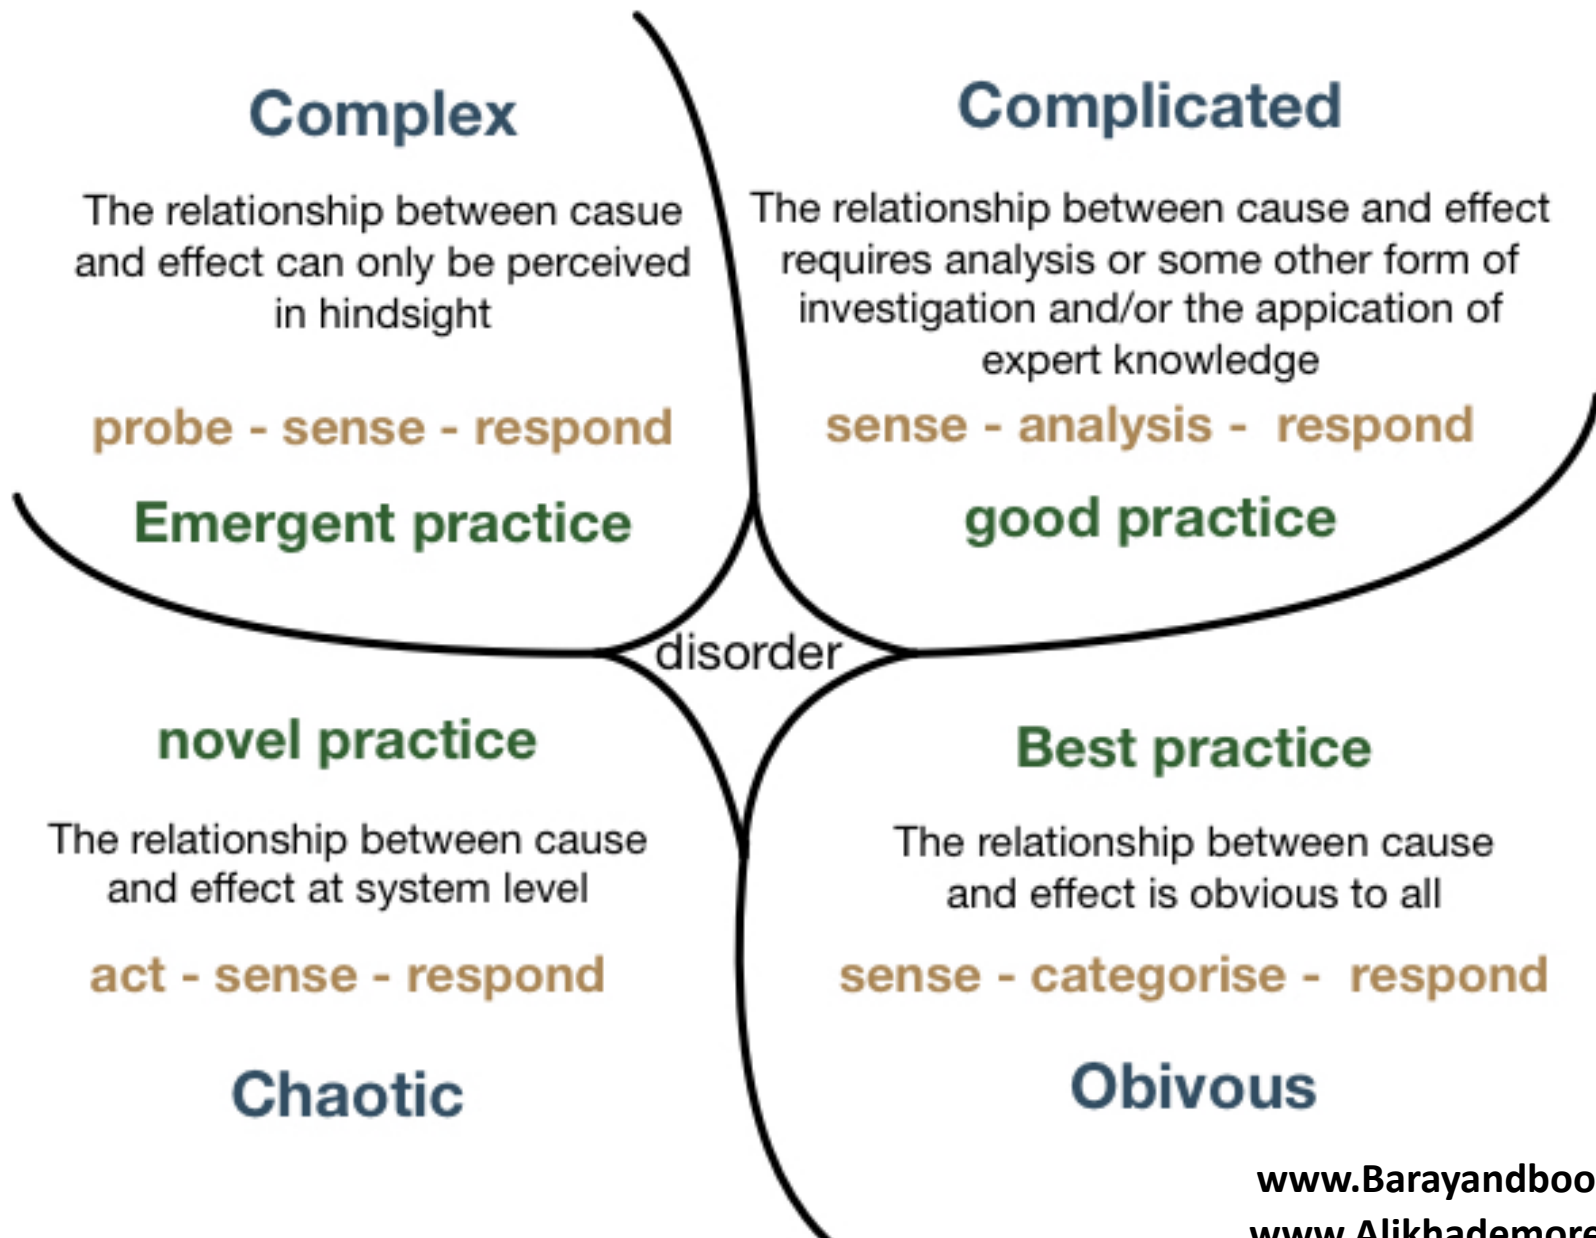 Complex
The relationship between casue
and effect can only be perceived
in hindsight
probe - sense - respond
Emergent practice
Complicated
The relationship between cause and effect
requires analysis or some other form of
investigation and/or the appication of
expert knowledge
sense - analysis - respond
good practice
disorder
novel practice
The relationship between cause
and effect at system level
act - sense - respond
Chaotic
Best practice
The relationship between cause
and effect is obvious to all
sense - categorise - respond
Obivous
www.Barayandboo
www.Alikhademore